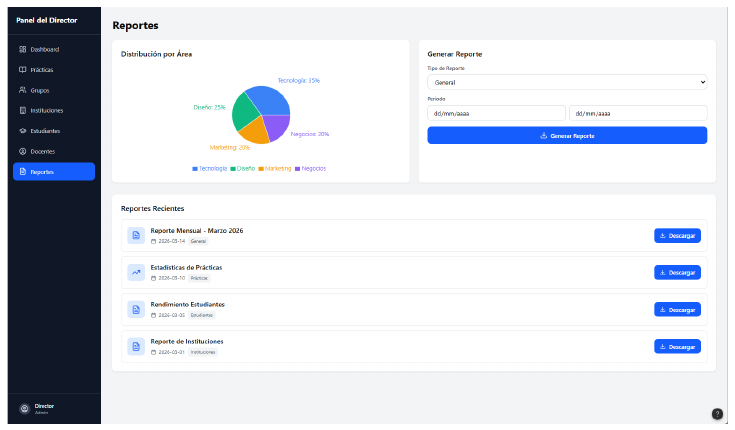 Panel del Director
Dashboard
Prácticas
Grupos
Instituciones
Estudiantes
Docentes
Reportes
Director
Admin
Reportes
Distribución por Área
Tecnología: 35%
Diseño: 25%
Marketing: 20%
Negocios: 20%
Tecnología Diseño Marketing Negocios
Generar Reporte
Tipo de Reporte
General
Periodo
dd/mm/aaaa dd/mm/aaaa
Generar Reporte
Reportes Recientes
Reporte Mensual - Marzo 2026
2026-03-14 General
Descargar
Estadísticas de Prácticas
2026-03-10 Prácticas
Descargar
Rendimiento Estudiantes
2026-03-05 Estudiantes
Descargar
Reporte de Instituciones
2026-03-01 Instituciones
Descargar
?